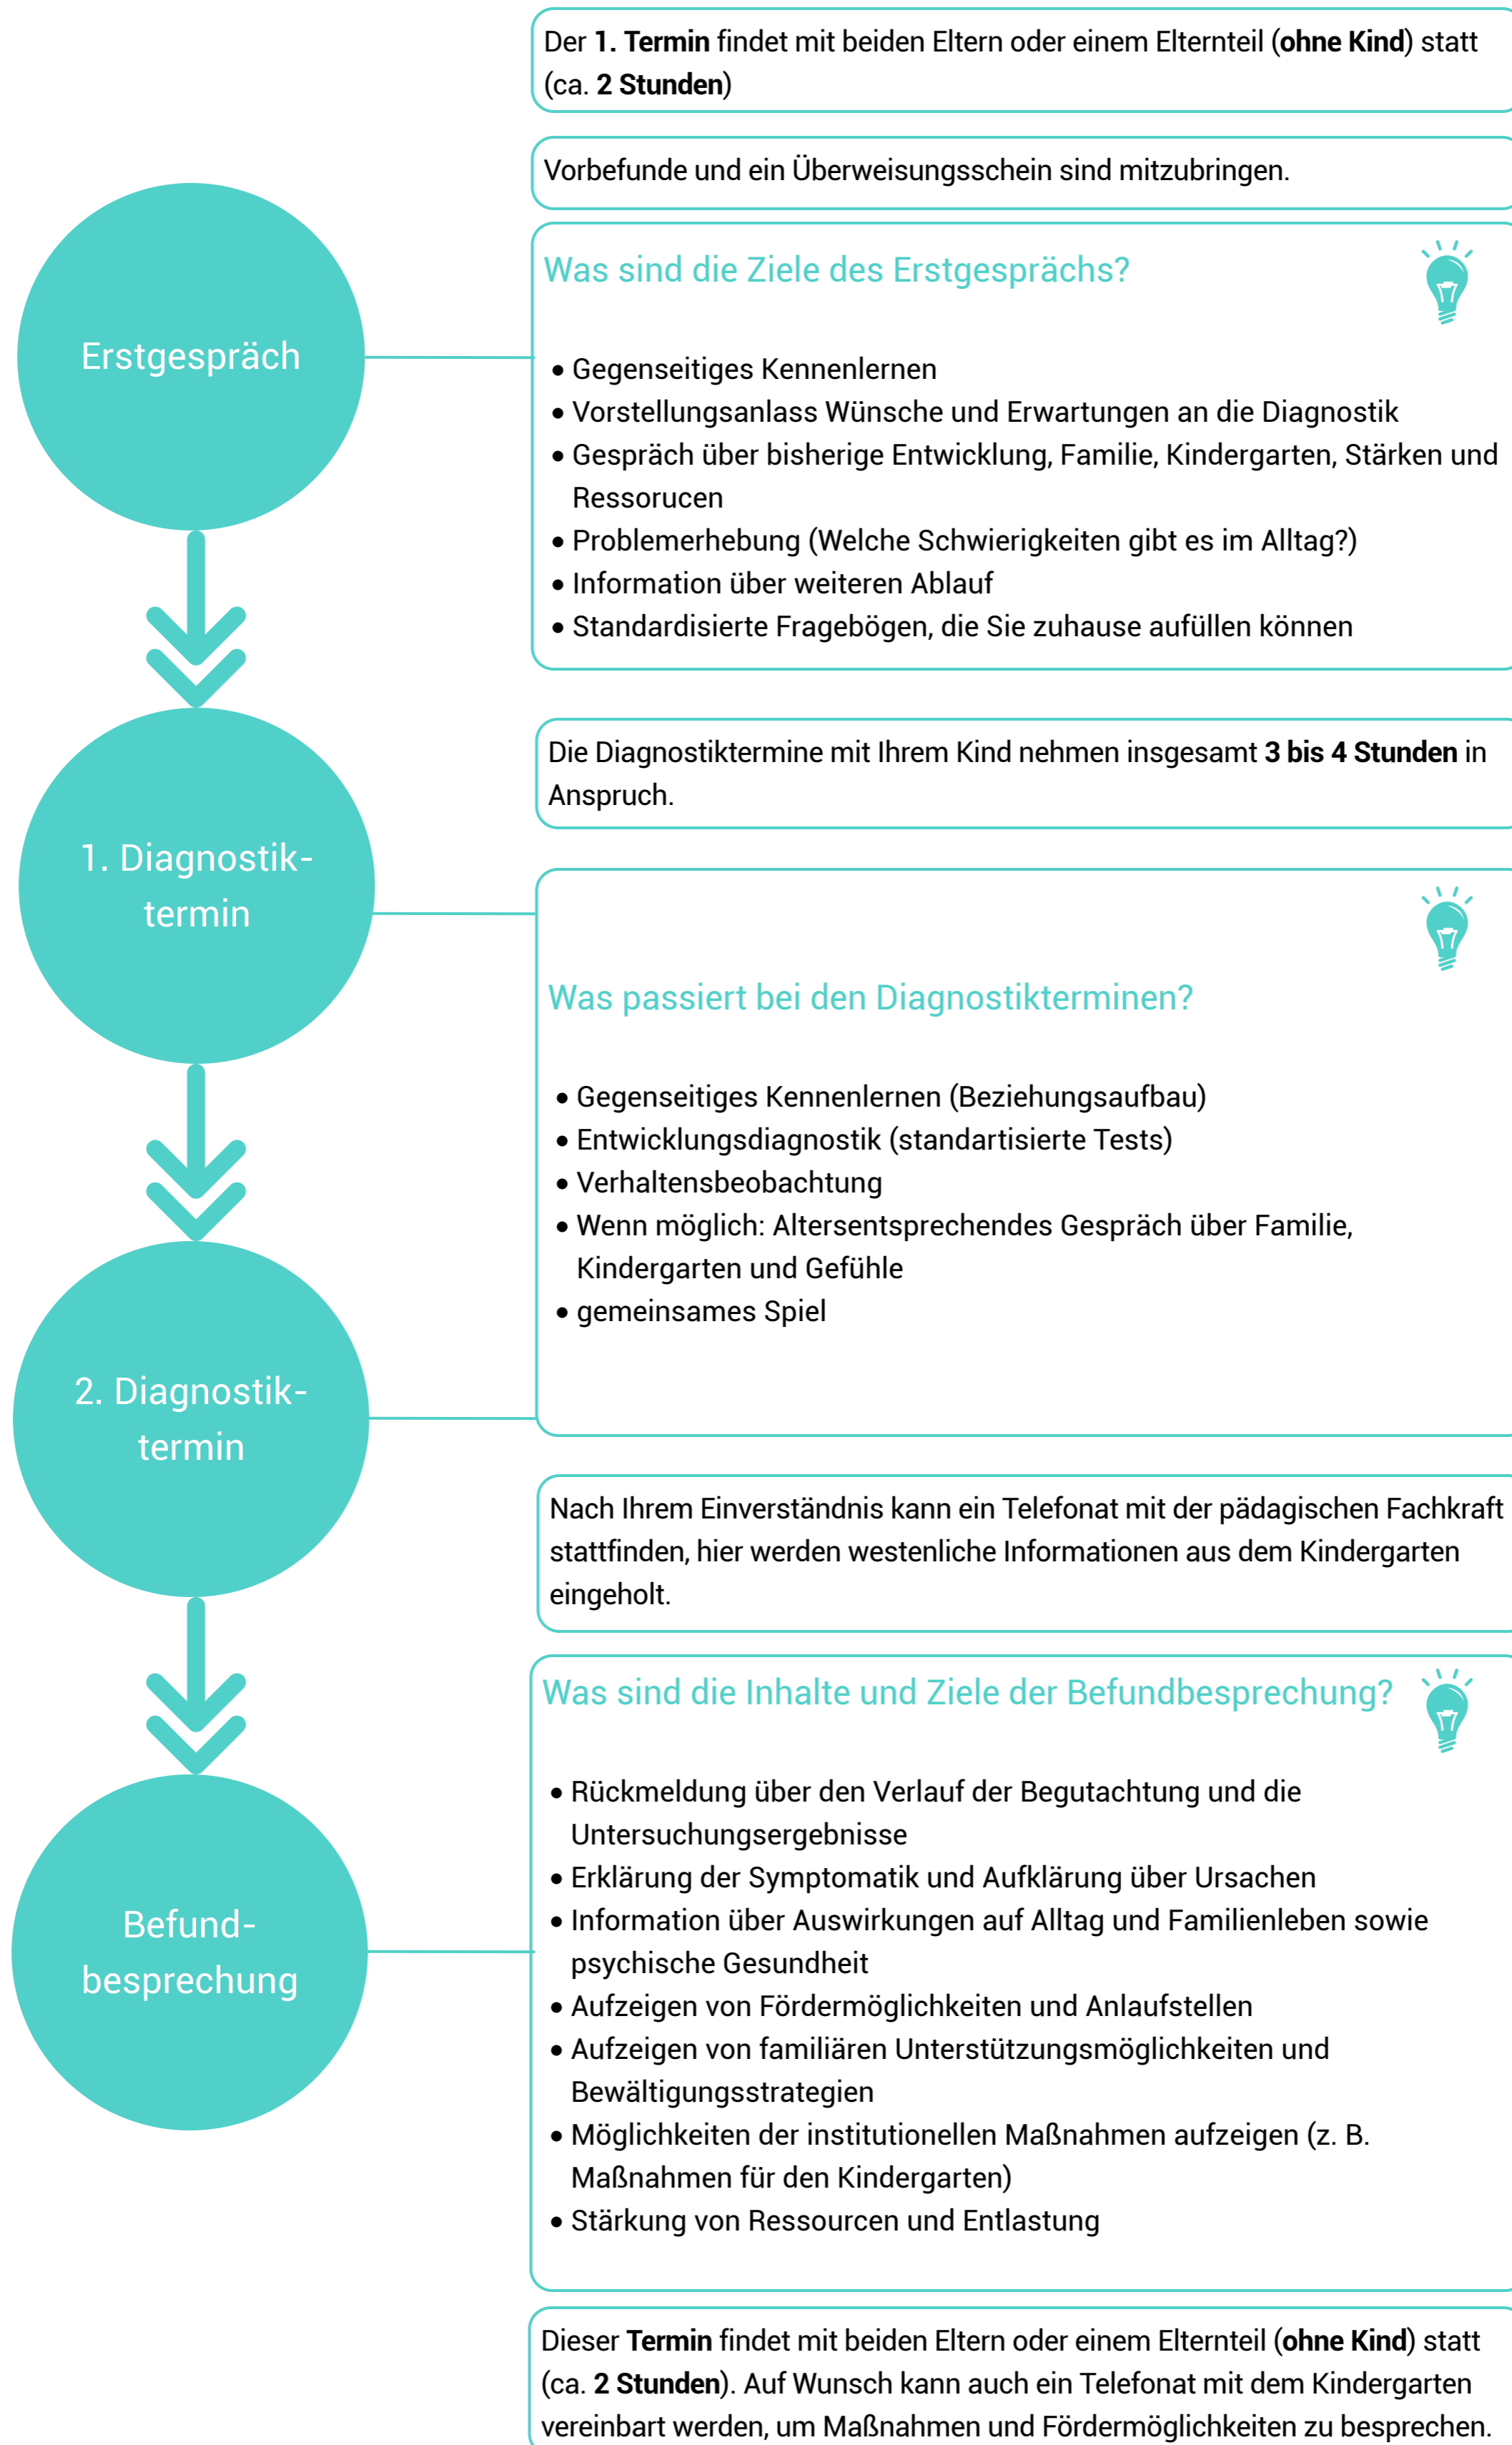 Der 1. Termin findet mit beiden Eltern oder einem Elternteil (ohne Kind) statt
(ca. 2 Stunden)
Vorbefunde und ein Überweisungsschein sind mitzubringen.
Erstgespräch
Was sind die Ziele des Erstgesprächs?
• Gegenseitiges Kennenlernen
• Vorstellungsanlass Wünsche und Erwartungen an die Diagnostik
• Gespräch über bisherige Entwicklung, Familie, Kindergarten, Stärken und
Ressorucen
• Problemerhebung (Welche Schwierigkeiten gibt es im Alltag?)
• Information über weiteren Ablauf
• Standardisierte Fragebögen, die Sie zuhause aufüllen können
Die Diagnostiktermine mit Ihrem Kind nehmen insgesamt 3 bis 4 Stunden in
Anspruch.
1. Diagnostik-
termin
Was passiert bei den Diagnostikterminen?
• Gegenseitiges Kennenlernen (Beziehungsaufbau)
• Entwicklungsdiagnostik (standartisierte Tests)
• Verhaltensbeobachtung
• Wenn möglich: Altersentsprechendes Gespräch über Familie,
Kindergarten und Gefühle
• gemeinsames Spiel
2. Diagnostik-
termin
Nach Ihrem Einverständnis kann ein Telefonat mit der pädagischen Fachkraft
stattfinden, hier werden westenliche Informationen aus dem Kindergarten
eingeholt.
Befund-
besprechung
Was sind die Inhalte und Ziele der Befundbesprechung?
• Rückmeldung über den Verlauf der Begutachtung und die
Untersuchungsergebnisse
• Erklärung der Symptomatik und Aufklärung über Ursachen
• Information über Auswirkungen auf Alltag und Familienleben sowie
psychische Gesundheit
• Aufzeigen von Fördermöglichkeiten und Anlaufstellen
• Aufzeigen von familiären Unterstützungsmöglichkeiten und
Bewältigungsstrategien
• Möglichkeiten der institutionellen Maßnahmen aufzeigen (z. B.
Maßnahmen für den Kindergarten)
• Stärkung von Ressourcen und Entlastung
Dieser Termin findet mit beiden Eltern oder einem Elternteil (ohne Kind) statt
(ca. 2 Stunden). Auf Wunsch kann auch ein Telefonat mit dem Kindergarten
vereinbart werden, um Maßnahmen und Fördermöglichkeiten zu besprechen.